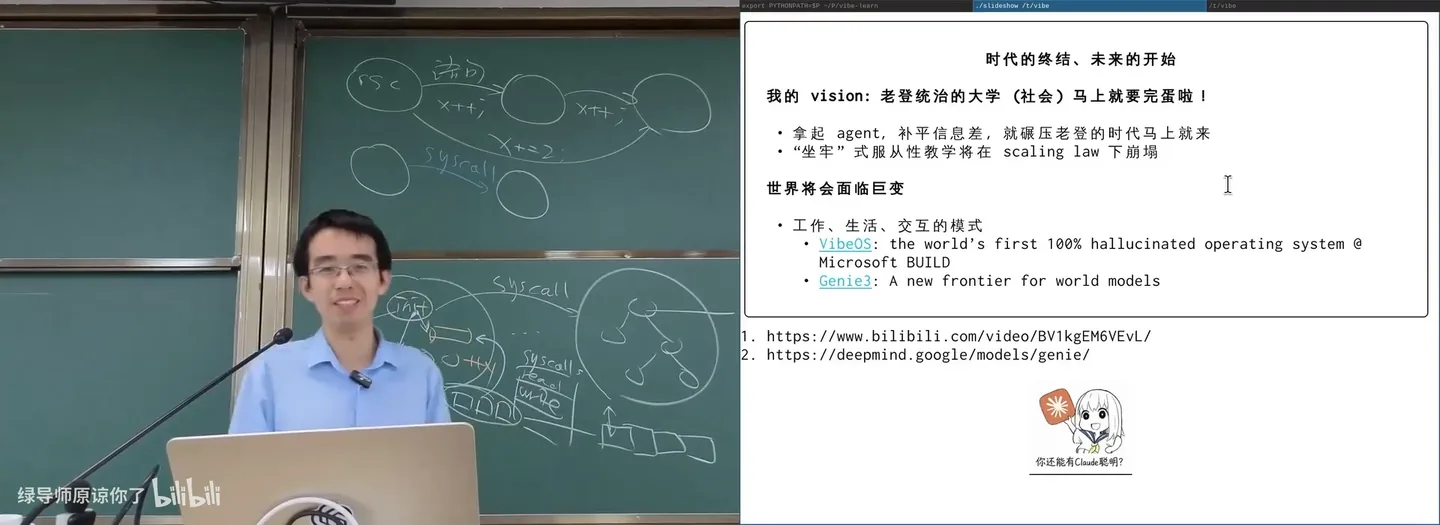 rsc
x++;
x++;
x+=2;
syscall
init
syscall
...
syscalls
read
write
绿导师原谅你了 bilibili
export PYTHONPATH=$P ~/P/vibe-learn
./slideshow /t/vibe
/t/vibe
时代的终结、未来的开始
我的 vision: 老登统治的大学 (社会) 马上就要完蛋啦！
• 拿起 agent, 补平信息差, 就碾压老登的时代马上就来
• “坐牢” 式服从性教学将在 scaling law 下崩塌
世界将会面临巨变
• 工作、生活、交互的模式
• VibeOS: the world's first 100% hallucinated operating system @
Microsoft BUILD
• Genie3: A new frontier for world models
1. https://www.bilibili.com/video/BV1kgEM6VEvL/
2. https://deepmind.google/models/genie/
你还能有Claude聪明？